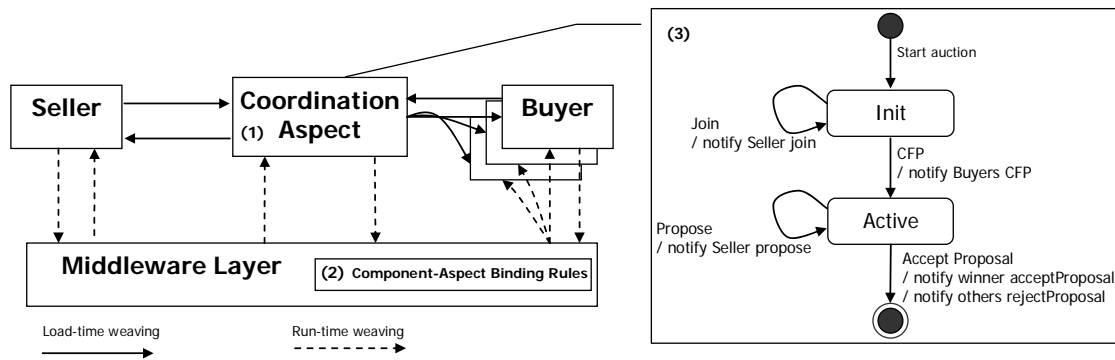 Seller
Coordination
(1) Aspect
Buyer
Middleware Layer
(2) Component-Aspect Binding Rules
Load-time weaving
Run-time weaving
(3)
Start auction
Init
Join
/ notify Seller join
CFP
/ notify Buyers CFP
Active
Propose
/ notify Seller propose
Accept Proposal
/ notify winner acceptProposal
/ notify others rejectProposal